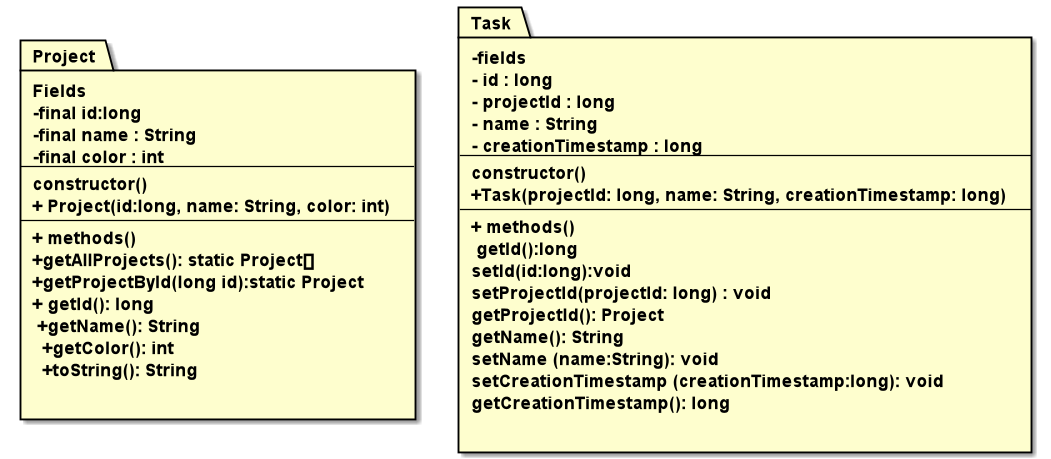 Project
Fields
-final id:long
-final name : String
-final color : int
constructor()
+ Project(id:long, name: String, color: int)
+ methods()
+getAllProjects(): static Project[]
+getProjectById(long id):static Project
+ getId(): long
+getName(): String
+getColor(): int
+toString(): String
Task
-fields
- id : long
- projectId : long
- name : String
- creationTimestamp : long
constructor()
+Task(projectId: long, name: String, creationTimestamp: long)
+ methods()
getId():long
setId(id:long):void
setProjectId(projectId: long) : void
getProjectId(): Project
getName(): String
setName (name:String): void
setCreationTimestamp (creationTimestamp:long): void
getCreationTimestamp(): long